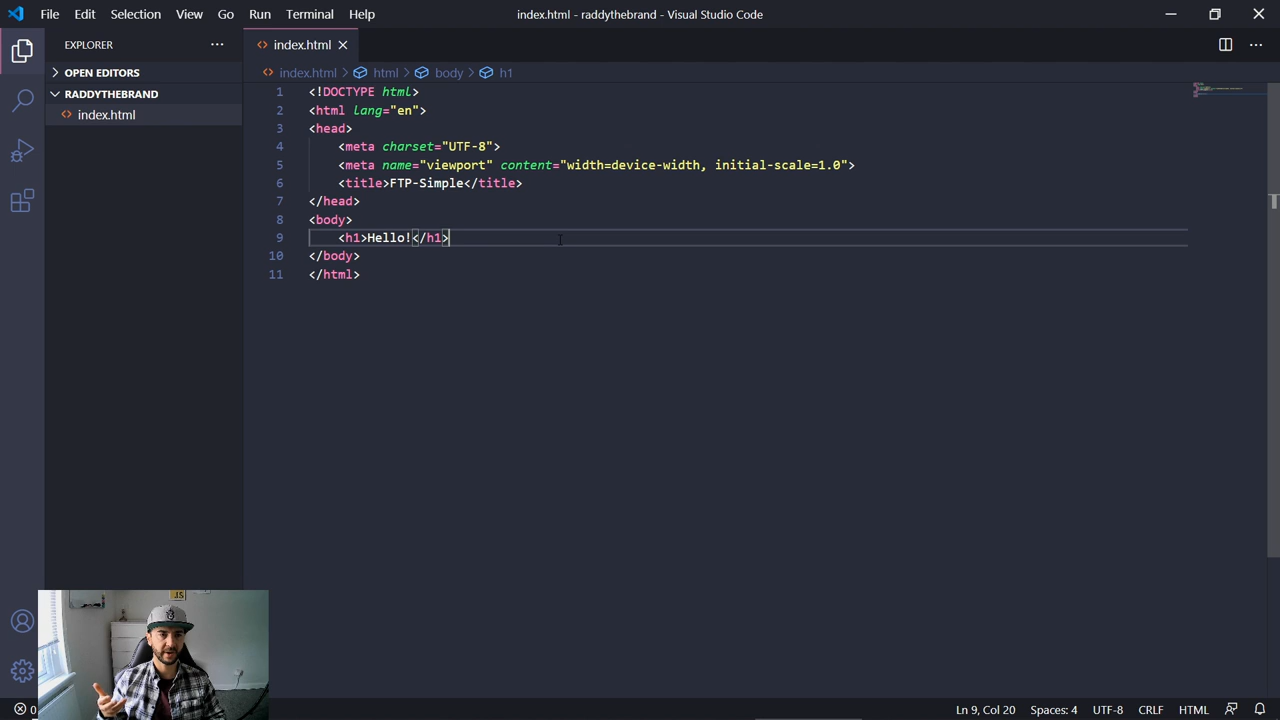 File Edit Selection View Go Run Terminal Help
index.html - raddythebrand - Visual Studio Code
EXPLORER
OPEN EDITORS
RADDYTHEBRAND
index.html
index.html
index.html > html > body > h1
1 <!DOCTYPE html>
2 <html lang="en">
3 <head>
4 <meta charset="UTF-8">
5 <meta name="viewport" content="width=device-width, initial-scale=1.0">
6 <title>FTP-Simple</title>
7 </head>
8 <body>
9 <h1>Hello!</h1>
10 </body>
11 </html>
0
Ln 9, Col 20 Spaces: 4 UTF-8 CRLF HTML